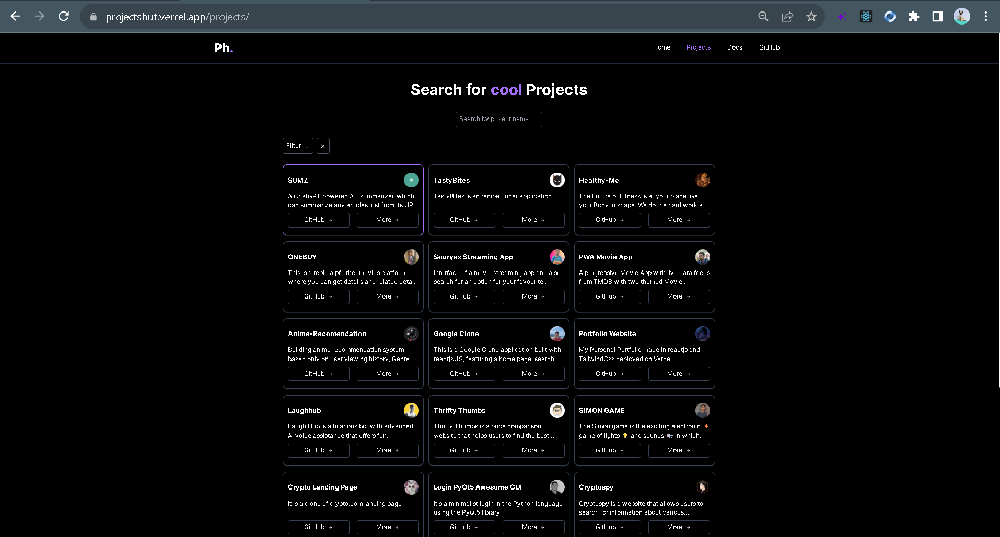 projectshut.vercel.app/projects/
Ph.
Home Projects Docs GitHub
Search for cool Projects
Search by project name
Filter
SUMZ
A ChatGPT powered A.I. summarizer, which
can summarize any articles just from its URL.
GitHub → More →
TastyBites
TastyBites is an recipe finder application
GitHub → More →
Healthy-Me
The Future of Fitness is at your place. Get
your Body in shape. We do the hard work a...
GitHub → More →
ONEBUY
This is a replica pf other movies platform
where you can get details and related detai...
GitHub → More →
Souryax Streaming App
Interface of a movie streaming app and also
search for an option for your favourite...
GitHub → More →
PWA Movie App
A progressive Movie App with live data feeds
from TMDB with two themed Movie...
GitHub → More →
Anime-Recomendation
Building anime recommendation system
based only on user viewing history, Genre...
GitHub → More →
Google Clone
This is a Google Clone application built with
reactjs JS, featuring a home page, search...
GitHub → More →
Portfolio Website
My Personal Portfolio made in reactjs and
TailwindCss deployed on Vercel
GitHub → More →
Laughhub
Laugh Hub is a hilarious bot with advanced
AI voice assistance that offers fun...
GitHub → More →
Thrifty Thumbs
Thrifty Thumbs is a price comparison
website that helps users to find the best...
GitHub → More →
SIMON GAME
The Simon game is the exciting electronic ⚡
game of lights 💡 and sounds 🔊 in which...
GitHub → More →
Crypto Landing Page
It is a clone of crypto.com landing page
GitHub → More →
Login PyQt5 Awesome GUI
It's a minimalist login in the Python language
using the PyQt5 library.
GitHub → More →
Cryptospy
Cryptospy is a website that allows users to
search for information about various...
GitHub → More →